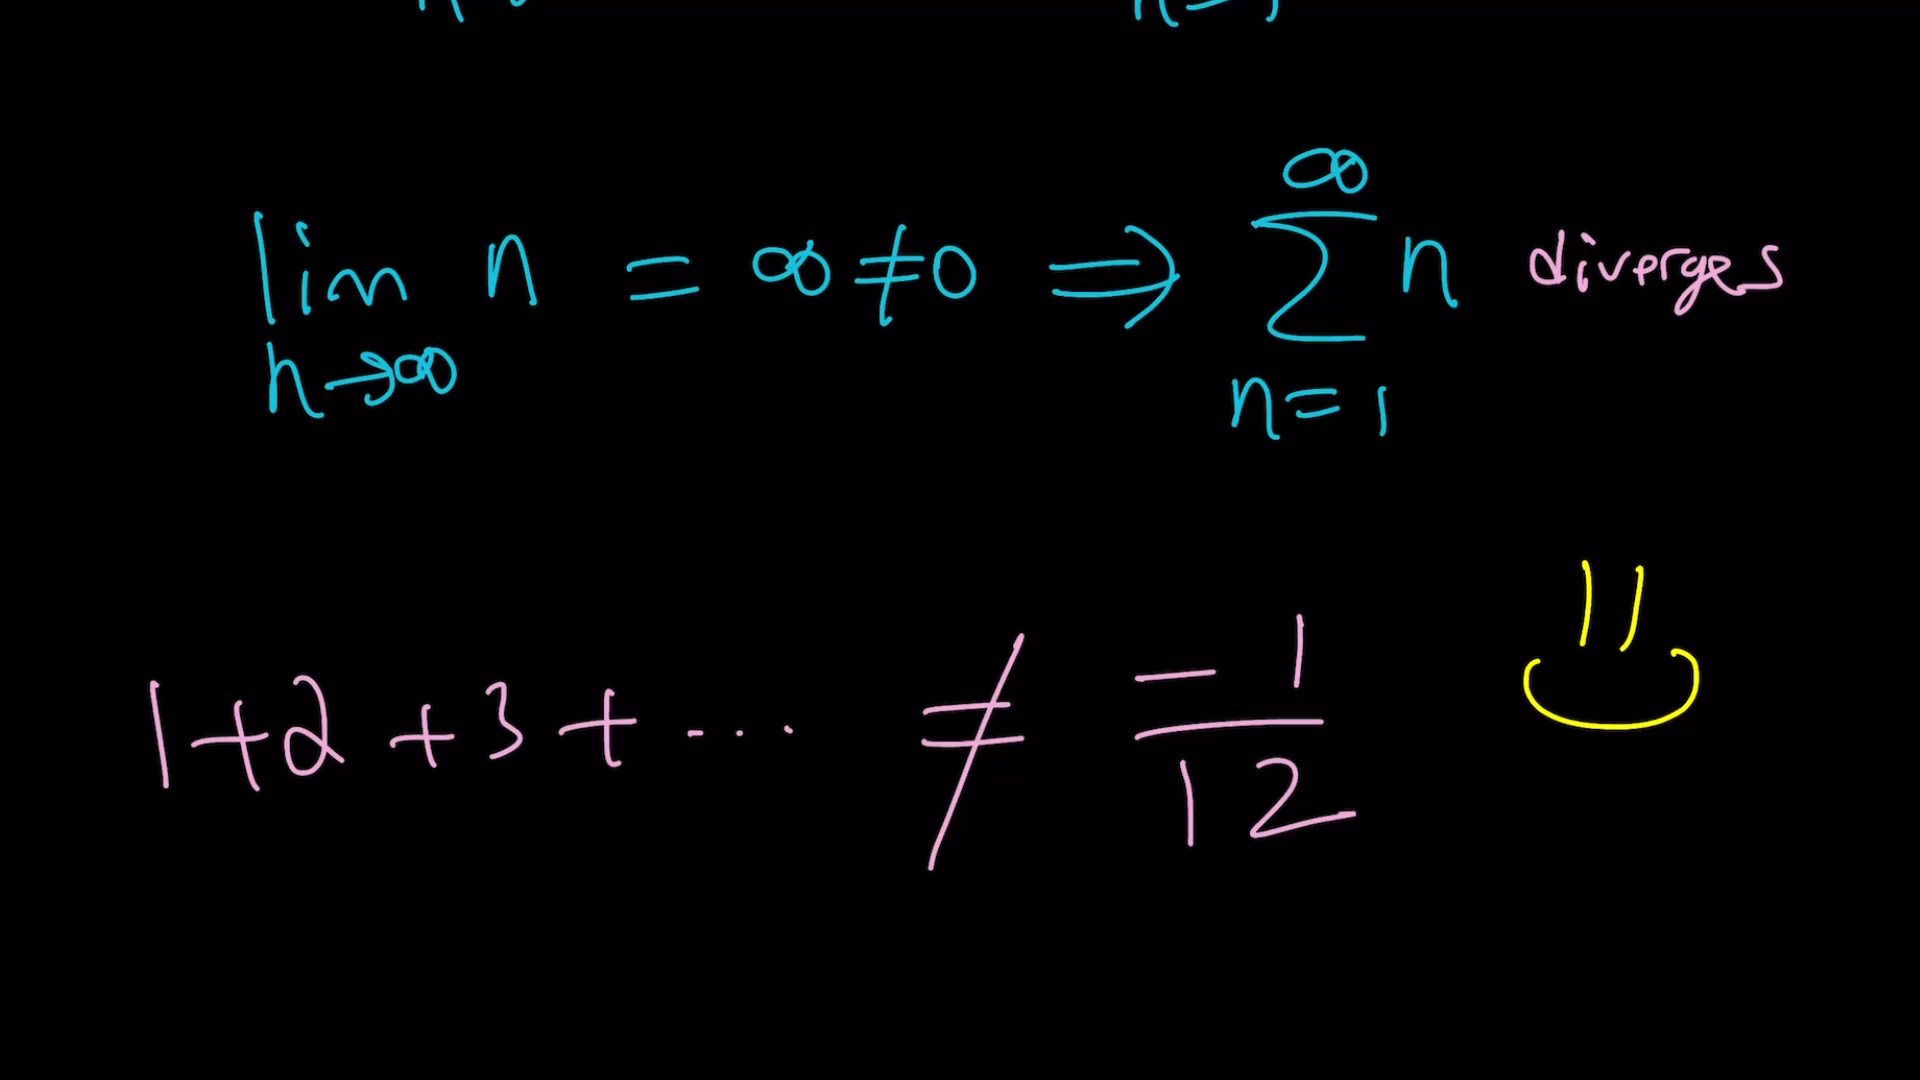 lim n = ∞ ≠ 0 ⇒ ∞ Σ n diverges
n→∞ n=1
1+2+3+... ≠ -1/12